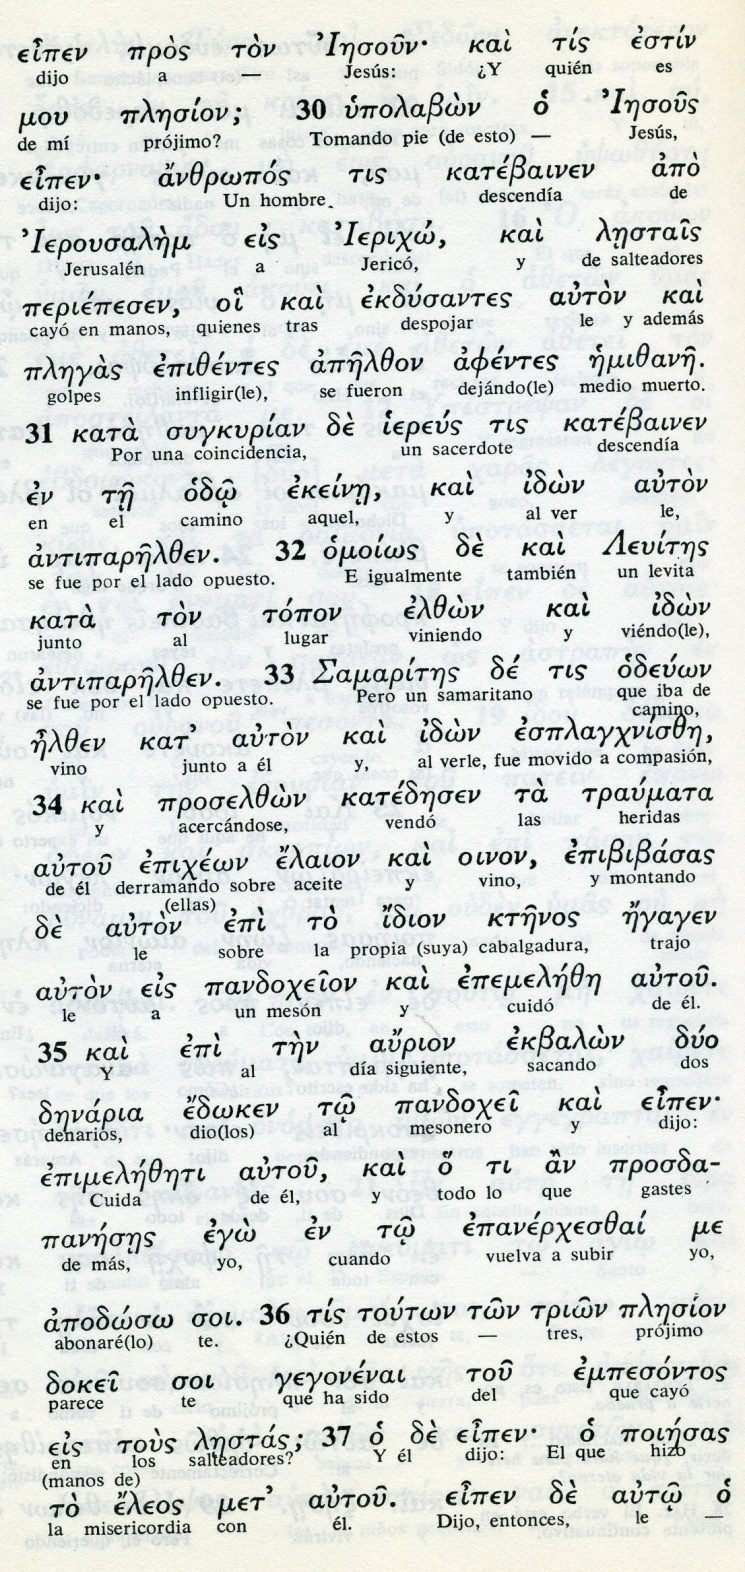 εἶπεν πρὸς τὸν Ἰησοῦν· καὶ τίς ἐστίν
dijo a — Jesús: ¿Y quién es
μου πλησίον; 30 ὑπολαβὼν ὁ Ἰησοῦς
de mí prójimo? Tomando pie (de esto) — Jesús,
εἶπεν· ἄνθρωπός τις κατέβαινεν ἀπὸ
dijo: Un hombre. descendía de
Ἰερουσαλὴμ εἰς Ἰεριχώ, καὶ λῃσταῖς
Jerusalén a Jericó, y de salteadores
περιέπεσεν, οἳ καὶ ἐκδύσαντες αὐτὸν καὶ
cayó en manos, quienes tras despojar le y además
πληγὰς ἐπιθέντες ἀπῆλθον ἀφέντες ἡμιθανῆ.
golpes infligir(le), se fueron dejándo(le) medio muerto.
31 κατὰ συγκυρίαν δὲ ἱερεύς τις κατέβαινεν
Por una coincidencia, un sacerdote descendía
ἐν τῇ ὁδῷ ἐκείνῃ, καὶ ἰδὼν αὐτὸν
en el camino aquel, y al ver le,
ἀντιπαρῆλθεν. 32 ὁμοίως δὲ καὶ Λευίτης
se fue por el lado opuesto. E igualmente también un levita
κατὰ τὸν τόπον ἐλθὼν καὶ ἰδὼν
junto al lugar viniendo y viéndo(le),
ἀντιπαρῆλθεν. 33 Σαμαρίτης δέ τις ὁδεύων
se fue por el lado opuesto. Pero un samaritano que iba de
camino,
ἦλθεν κατ' αὐτὸν καὶ ἰδὼν ἐσπλαγχνίσθη,
vino junto a él y, al verle, fue movido a compasión,
34 καὶ προσελθὼν κατέδησεν τὰ τραύματα
y acercándose, vendó las heridas
αὐτοῦ ἐπιχέων ἔλαιον καὶ οινον, ἐπιβιβάσας
de él derramando sobre aceite y vino, y montando
(ellas)
δὲ αὐτὸν ἐπὶ τὸ ἴδιον κτῆνος ἤγαγεν
le sobre la propia (suya) cabalgadura, trajo
αὐτὸν εἰς πανδοχεῖον καὶ ἐπεμελήθη αὐτοῦ.
le a un mesón y cuidó de él.
35 καὶ ἐπὶ τὴν αὔριον ἐκβαλὼν δύο
Y al día siguiente, sacando dos
δηνάρια ἔδωκεν τῷ πανδοχεῖ καὶ εἶπεν·
denarios, dio(los) al mesonero y dijo:
ἐπιμελήθητι αὐτοῦ, καὶ ὅ τι ἂν προσδα-
Cuida de él, y todo lo que gastes
πανήσῃς ἐγὼ ἐν τῷ ἐπανέρχεσθαί με
de más, yo, cuando vuelva a subir yo,
ἀποδώσω σοι. 36 τίς τούτων τῶν τριῶν πλησίον
abonaré(lo) te. ¿Quién de estos — tres, prójimo
δοκεῖ σοι γεγονέναι τοῦ ἐμπεσόντος
parece te que ha sido del que cayó
εἰς τοὺς λῃστάς; 37 ὁ δὲ εἶπεν· ὁ ποιήσας
en los salteadores? Y él dijo: El que hizo
(mano de)
τὸ ἔλεος μετ' αὐτοῦ. εἶπεν δὲ αὐτῷ ὁ
la misericordia con él. Dijo, entonces, le —